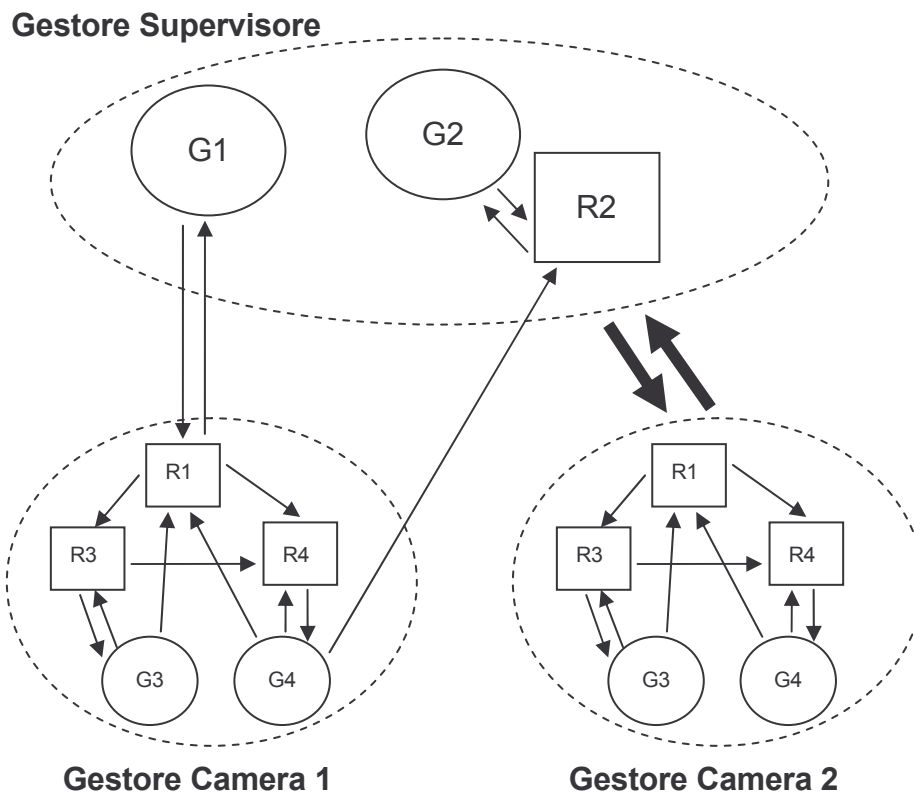 Gestore Supervisore
G1
G2
R2
R1
R3
R4
G3
G4
Gestore Camera 1
R1
R3
R4
G3
G4
Gestore Camera 2